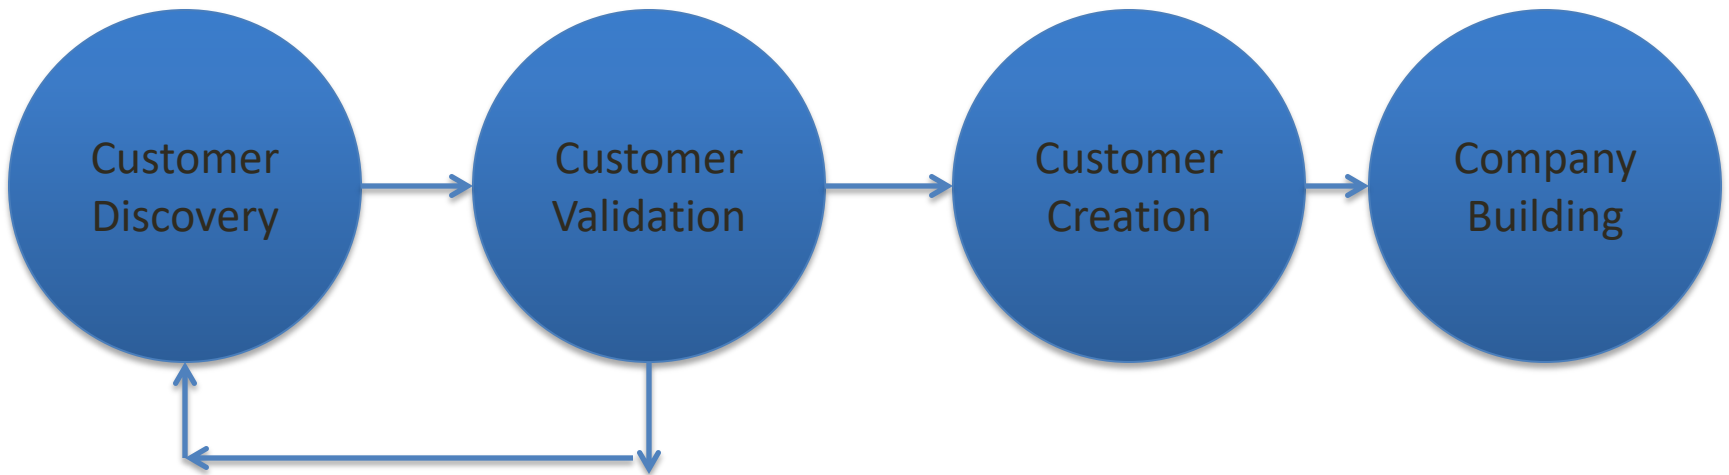 Customer
Discovery
Customer
Validation
Customer
Creation
Company
Building